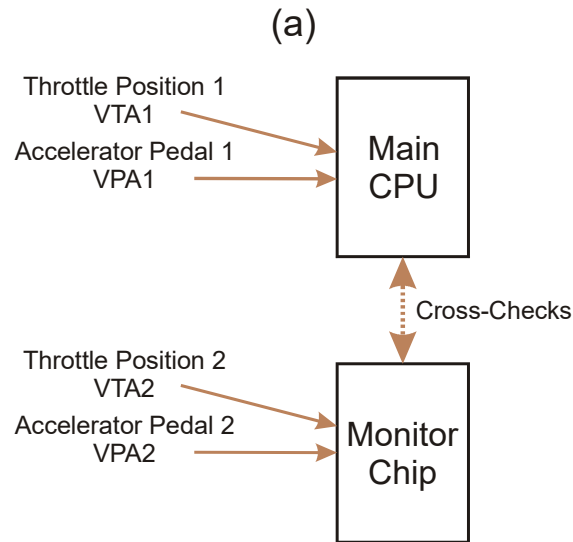 (a)
Throttle Position 1
VTA1
Accelerator Pedal 1
VPA1
Main
CPU
Cross-Checks
Throttle Position 2
VTA2
Accelerator Pedal 2
VPA2
Monitor
Chip